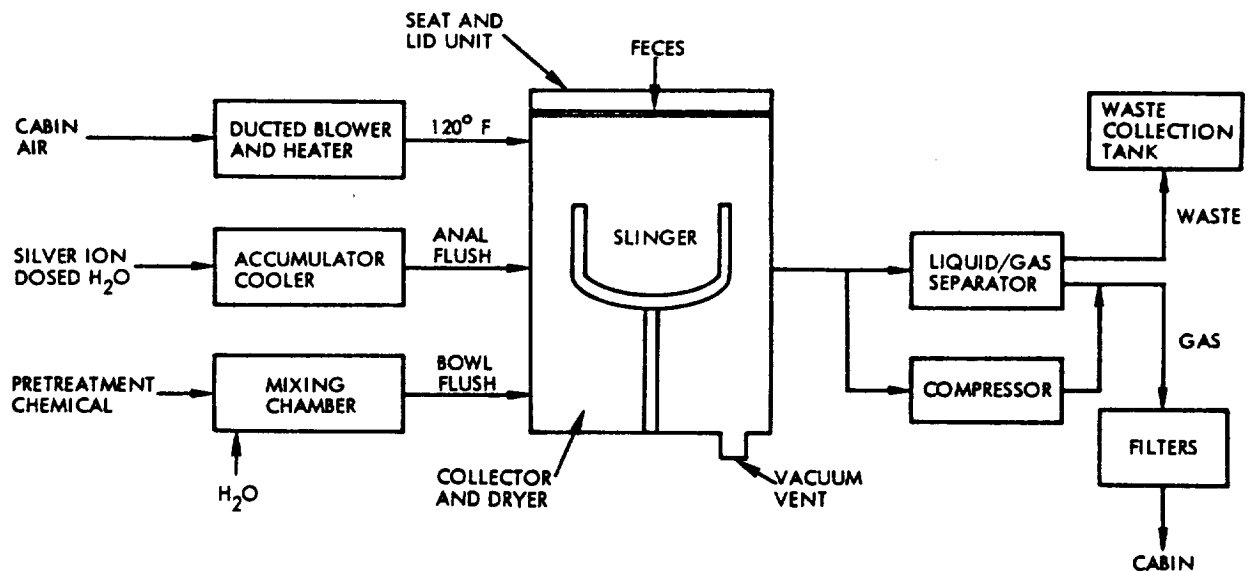 SEAT AND
LID UNIT
FECES
CABIN
AIR
DUCTED BLOWER
AND HEATER
120° F
WASTE
COLLECTION
TANK
WASTE
SILVER ION
DOSED H₂O
ACCUMULATOR
COOLER
ANAL
FLUSH
SLINGER
LIQUID/GAS
SEPARATOR
GAS
PRETREATMENT
CHEMICAL
MIXING
CHAMBER
BOWL
FLUSH
COMPRESSOR
FILTERS
H₂O
COLLECTOR
AND DRYER
VACUUM
VENT
CABIN